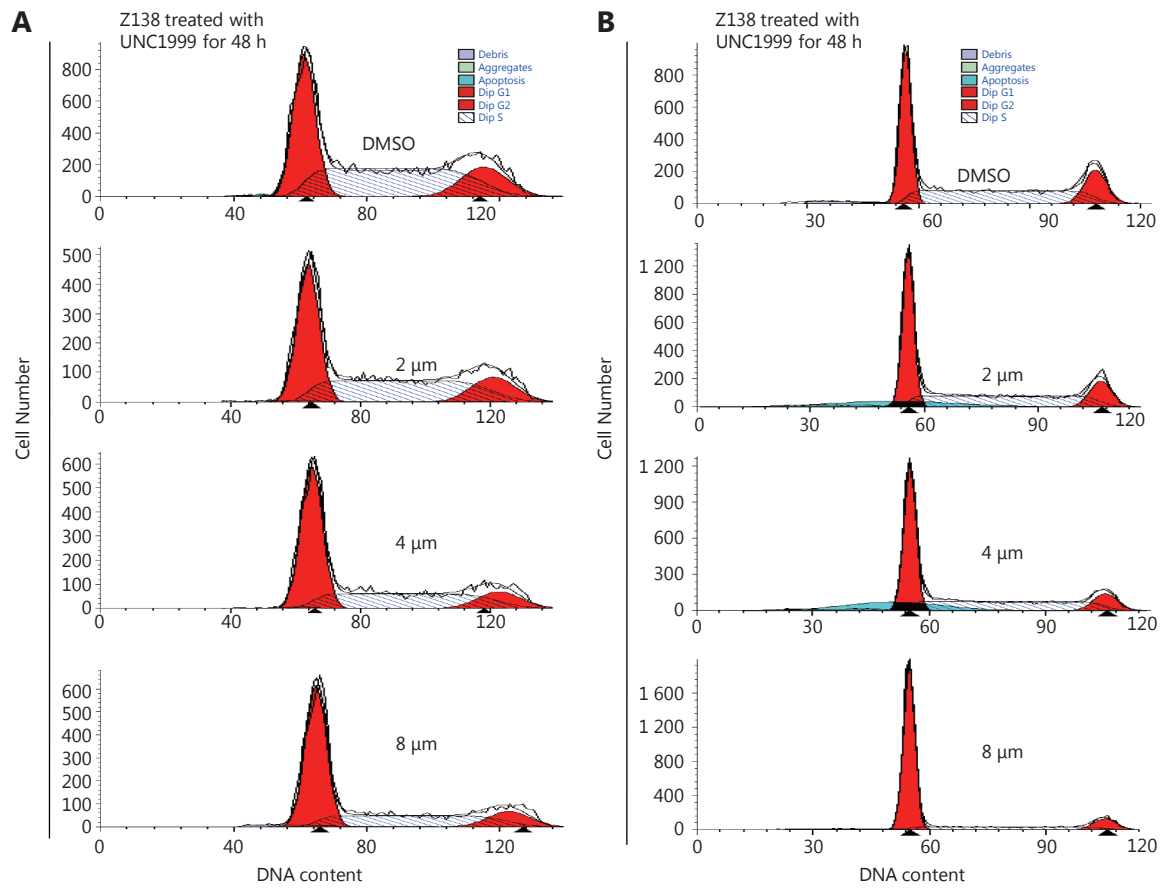 A
Z138 treated with
UNC1999 for 48 h
Debris
Aggregates
Apoptosis
Dip G1
Dip G2
Dip S
DMSO
800
600
400
200
0
0
40
80
120
2 µm
500
400
300
200
100
0
0
40
80
120
4 µm
600
500
400
300
200
100
0
0
40
80
120
8 µm
600
500
400
300
200
100
0
0
40
80
120
Cell Number
DNA content
B
Z138 treated with
UNC1999 for 48 h
Debris
Aggregates
Apoptosis
Dip G1
Dip G2
Dip S
DMSO
800
600
400
200
0
0
30
60
90
120
2 µm
1 200
800
600
400
200
0
0
30
60
90
120
4 µm
1 200
900
600
300
0
0
30
60
90
120
8 µm
1 600
1 200
800
400
0
0
30
60
90
120
Cell Number
DNA content